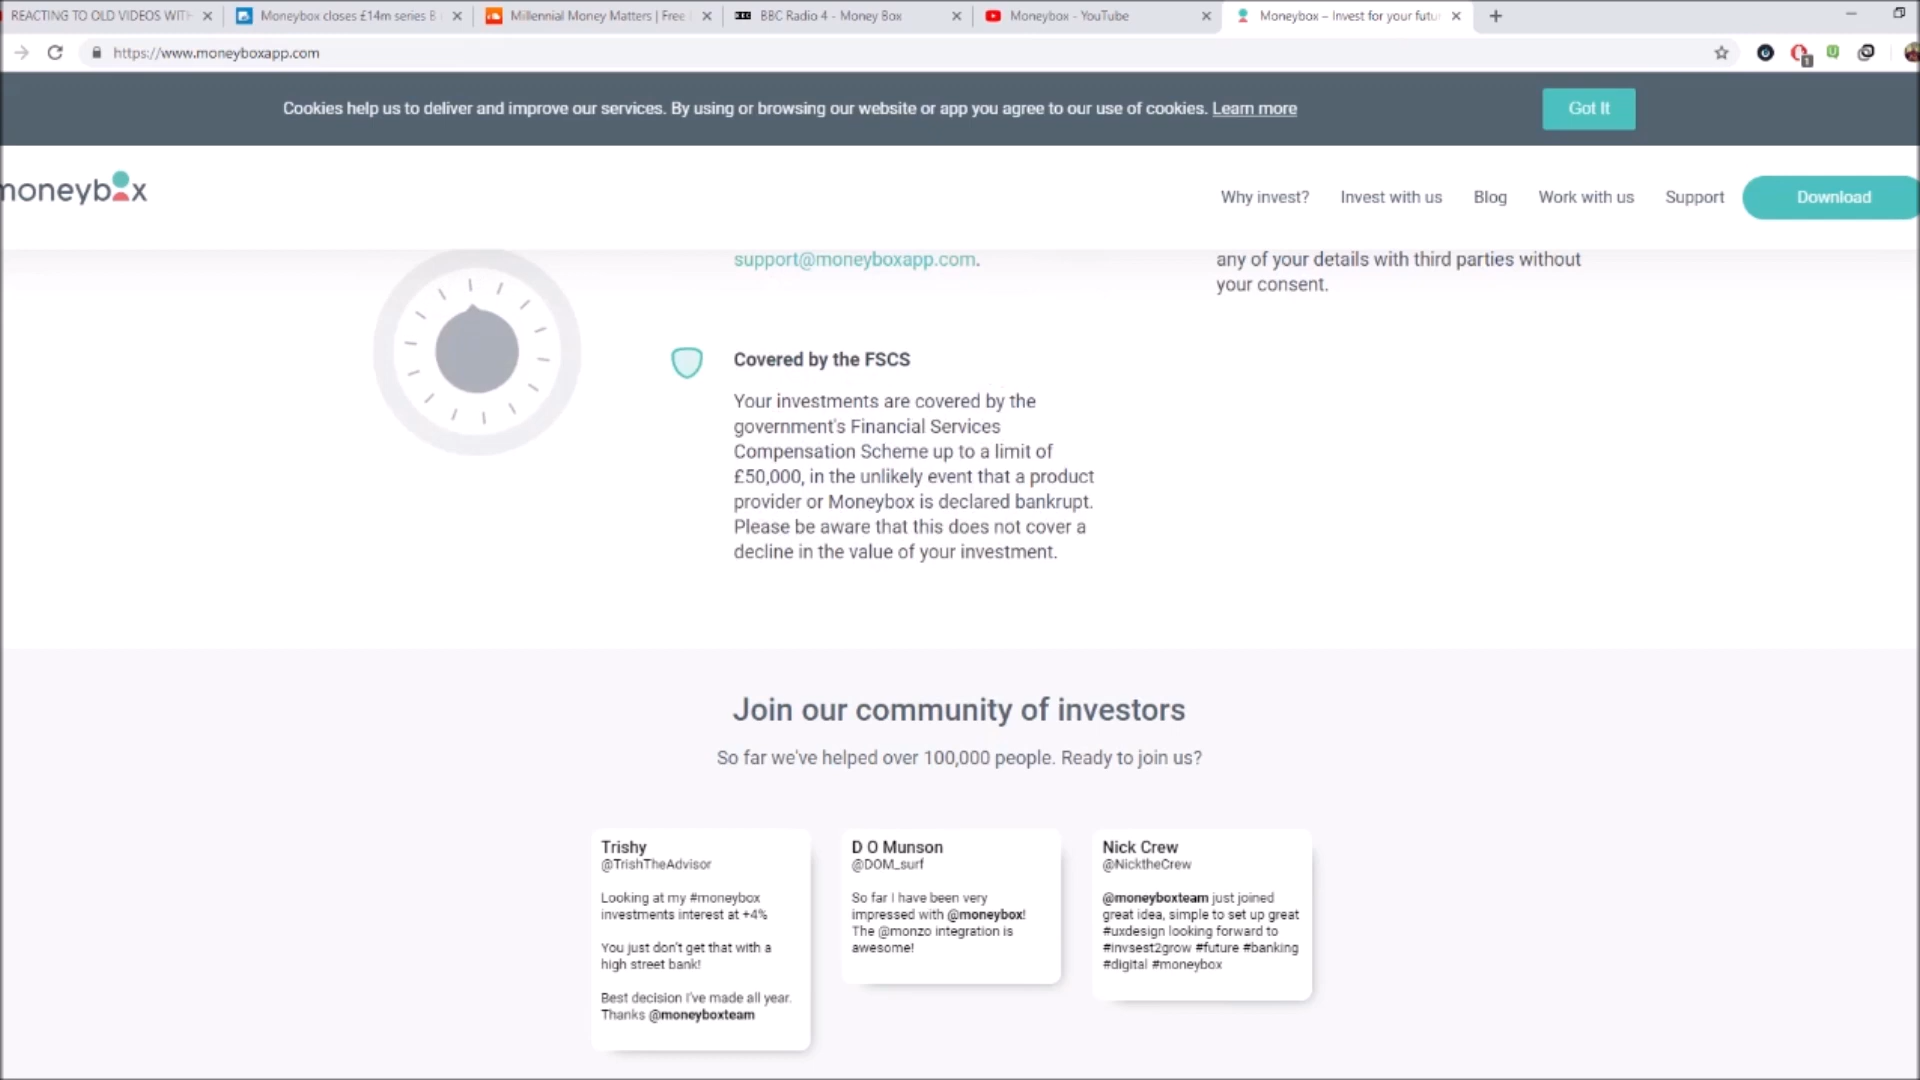 REACTING TO OLD VIDEOS WITH
Moneybox closes £14m series B
Millennial Money Matters | Free
BBC Radio 4 - Money Box
Moneybox - YouTube
Moneybox – Invest for your futu
https://www.moneyboxapp.com
Cookies help us to deliver and improve our services. By using or browsing our website or app you agree to our use of cookies. Learn more
Got It
moneybox
Why invest?
Invest with us
Blog
Work with us
Support
Download
support@moneyboxapp.com.
any of your details with third parties without
your consent.
Covered by the FSCS
Your investments are covered by the
government's Financial Services
Compensation Scheme up to a limit of
£50,000, in the unlikely event that a product
provider or Moneybox is declared bankrupt.
Please be aware that this does not cover a
decline in the value of your investment.
Join our community of investors
So far we've helped over 100,000 people. Ready to join us?
Trishy
@TrishTheAdvisor
Looking at my #moneybox
investments interest at +4%
You just don't get that with a
high street bank!
Best decision I've made all year.
Thanks @moneyboxteam
D O Munson
@DOM_surf
So far I have been very
impressed with @moneybox!
The @monzo integration is
awesome!
Nick Crew
@NicktheCrew
@moneyboxteam just joined
great idea, simple to set up great
#uxdesign looking forward to
#invsest2grow #future #banking
#digital #moneybox